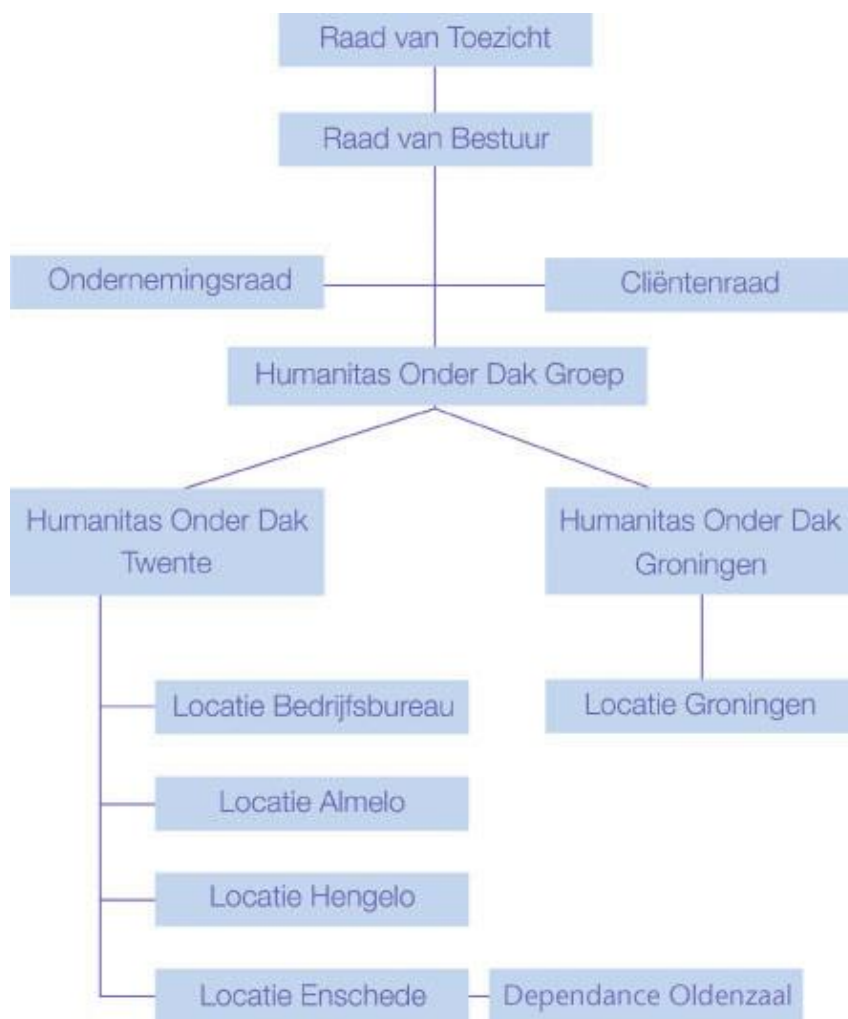 Raad van Toezicht
Raad van Bestuur
Ondernemingsraad
Cliëntenraad
Humanitas Onder Dak Groep
Humanitas Onder Dak
Twente
Humanitas Onder Dak
Groningen
Locatie Bedrijfsbureau
Locatie Groningen
Locatie Almelo
Locatie Hengelo
Locatie Enschede
Dependance Oldenzaal